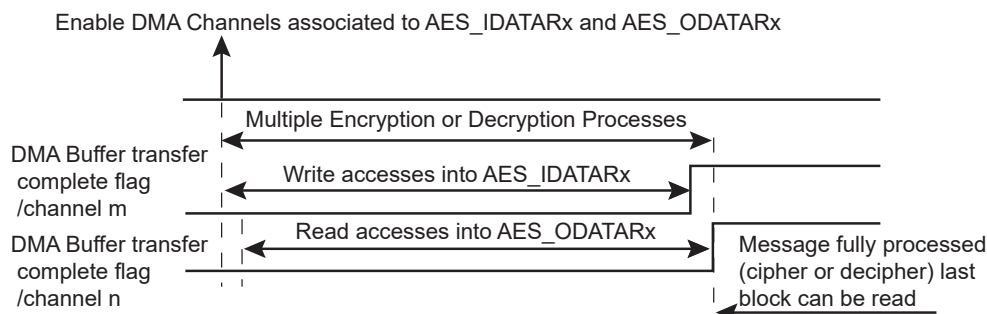 Enable DMA Channels associated to AES_IDATARx and AES_ODATARx
Multiple Encryption or Decryption Processes
DMA Buffer transfer
complete flag
/channel m
Write accesses into AES_IDATARx
DMA Buffer transfer
complete flag
/channel n
Read accesses into AES_ODATARx
Message fully processed
(cipher or decipher) last
block can be read